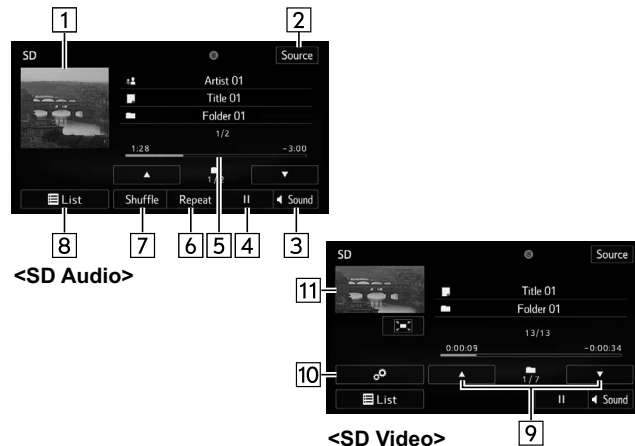 1
2
SD
Source
Artist 01
Title 01
Folder 01
1/2
1:28
-3:00
1/2
List
Shuffle
Repeat
Sound
8
7
6
5
4
3
<SD Audio>
SD
Source
11
Title 01
Folder 01
13/13
0:00:09
-0:00:34
10
1/7
List
Sound
9
<SD Video>